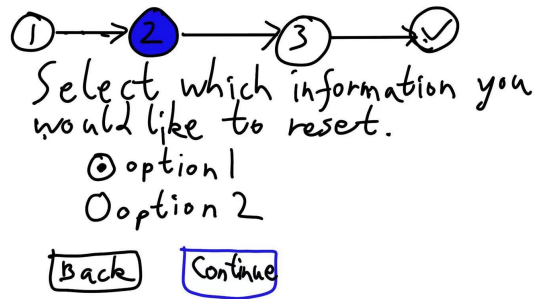 1 2 3
Select which information you
would like to reset.
option 1
option 2
Back Continue